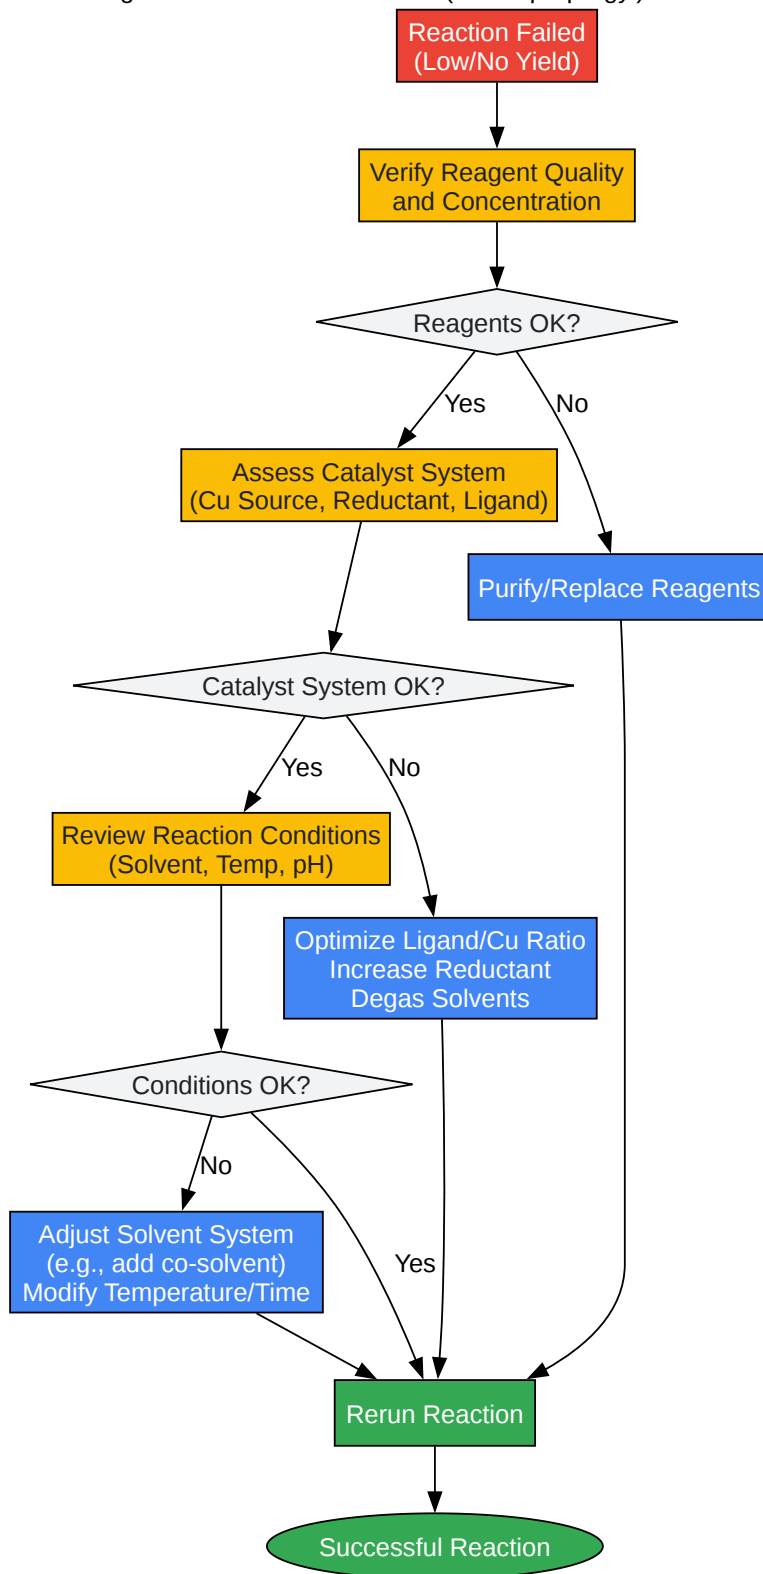 Reaction Failed
(Low/No Yield)
Verify Reagent Quality
and Concentration
Reagents OK?
Yes
No
Assess Catalyst System
(Cu Source, Reductant, Ligand)
Purify/Replace Reagents
Catalyst System OK?
Yes
No
Review Reaction Conditions
(Solvent, Temp, pH)
Optimize Ligand/Cu Ratio
Increase Reductant
Degas Solvents
Conditions OK?
No
Adjust Solvent System
(e.g., add co-solvent)
Modify Temperature/Time
Yes
Rerun Reaction
Successful Reaction